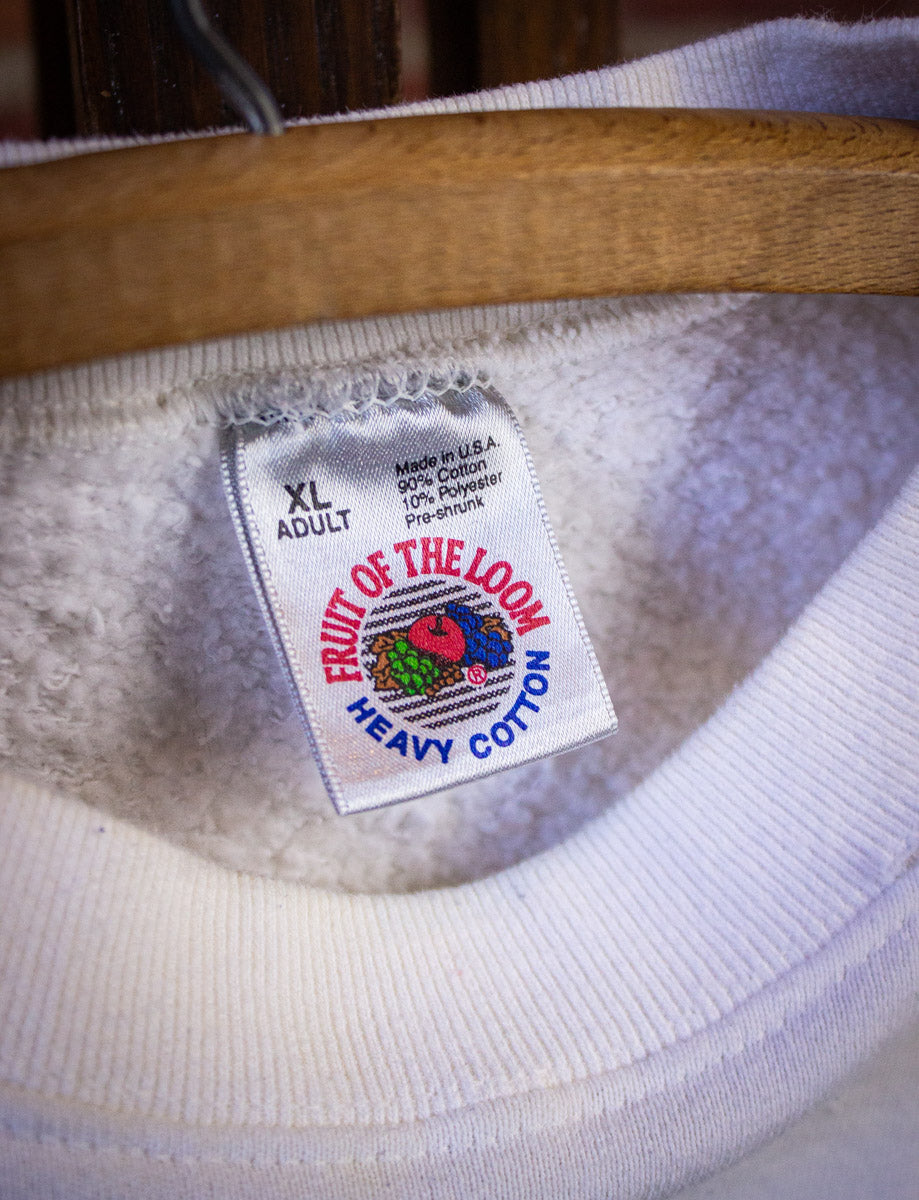 XL
ADULT
Made in U.S.A.
90% Cotton
10% Polyester
Pre-shrunk
FRUIT OF THE LOOM
®
HEAVY COTTON